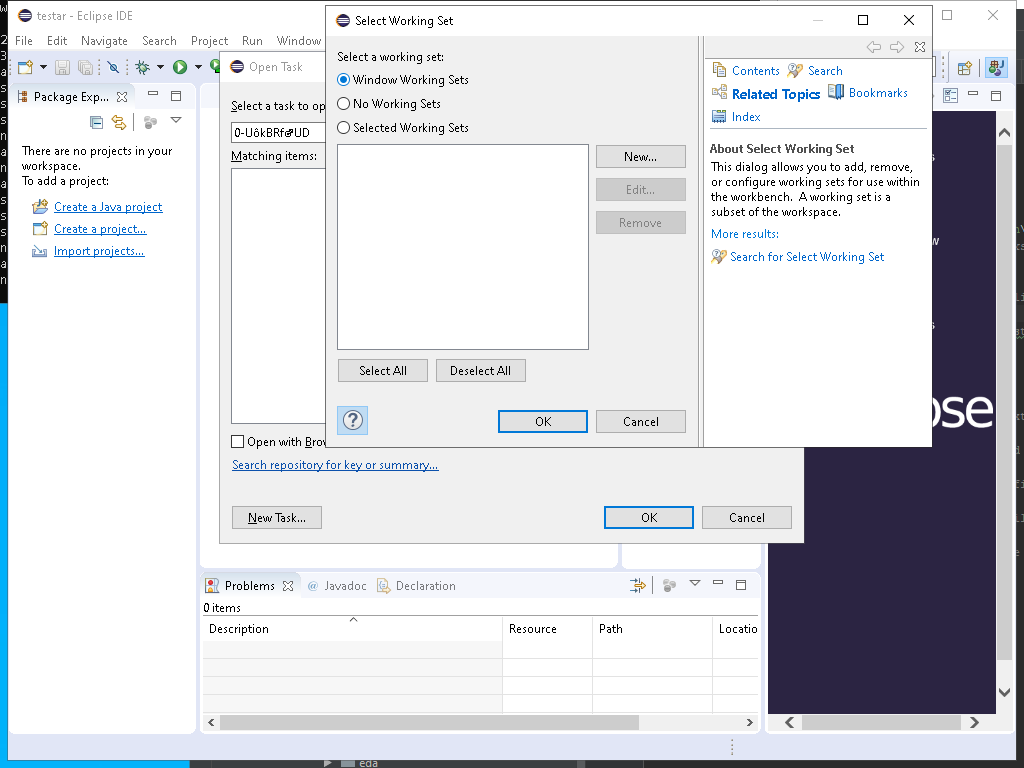 testar - Eclipse IDE
File Edit Navigate Search Project Run Window
Package Exp...
There are no projects in your
workspace.
To add a project:
Create a Java project
Create a project...
Import projects...
Open Task
Select a task to op
Matching items:
Open with Brow
Search repository for key or summary...
New Task...
OK
Cancel
Select Working Set
Select a working set:
Window Working Sets
No Working Sets
Selected Working Sets
New...
Edit...
Remove
Select All
Deselect All
OK
Cancel
Contents
Search
Related Topics
Bookmarks
Index
About Select Working Set
This dialog allows you to add, remove,
or configure working sets for use within
the workbench. A working set is a
subset of the workspace.
More results:
Search for Select Working Set
pse
Problems
Javadoc
Declaration
0 items
Description
Resource
Path
Locatio
eda